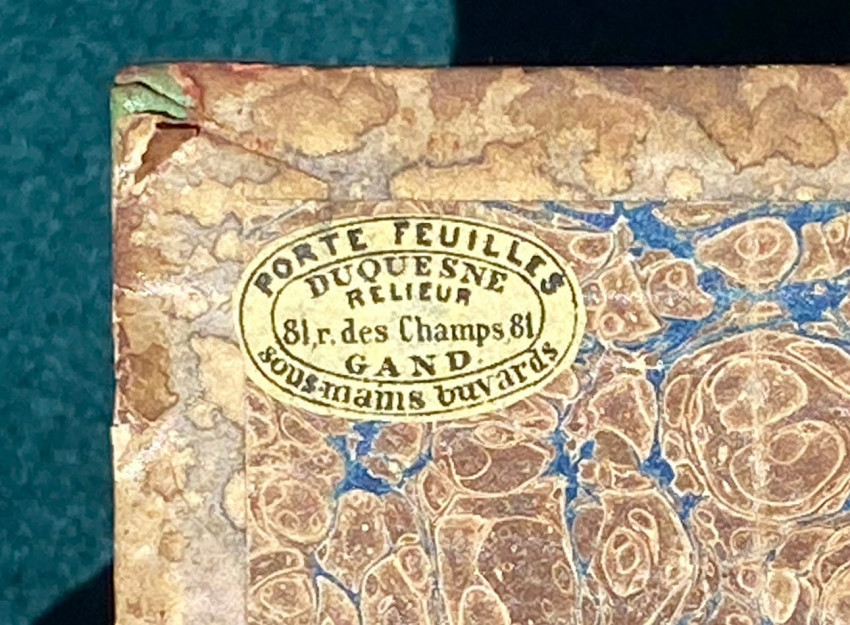 PORTE FEUILLES
DUQUESNE
RELIEUR
81, r. des Champs, 81
GAND.
sous-mains buvards